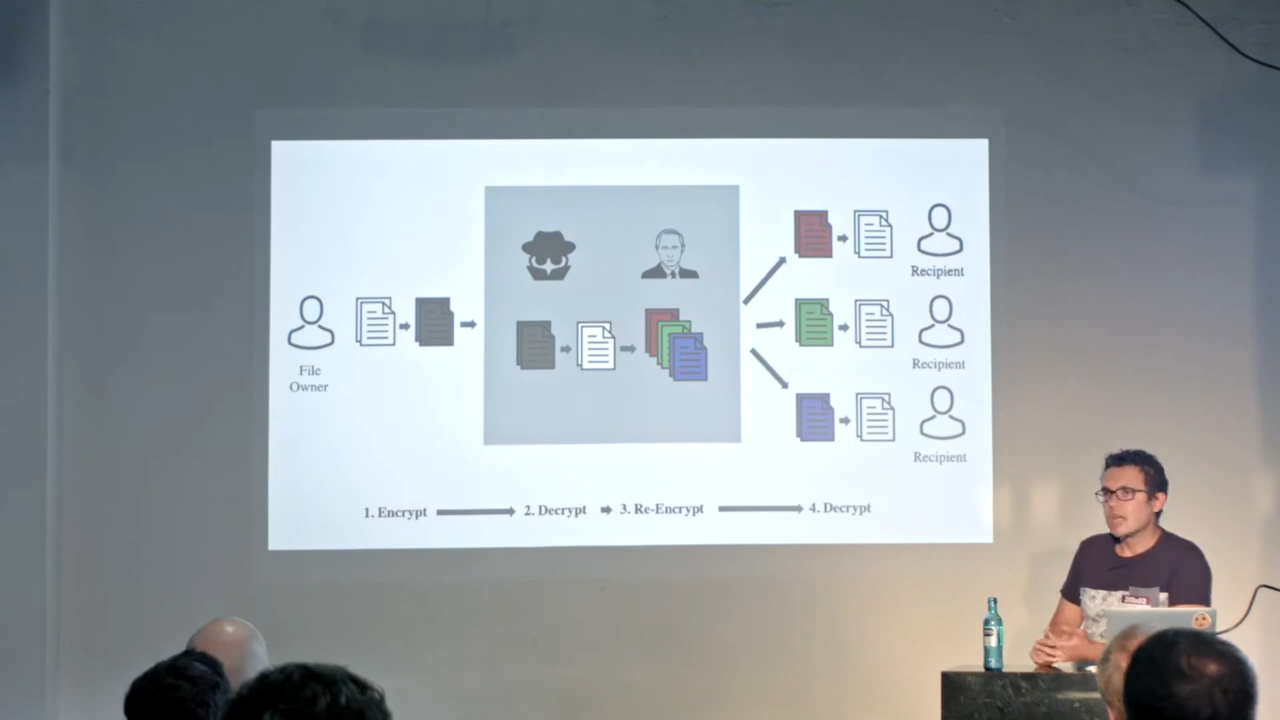 File
Owner
Recipient
Recipient
Recipient
1. Encrypt
2. Decrypt
3. Re-Encrypt
4. Decrypt